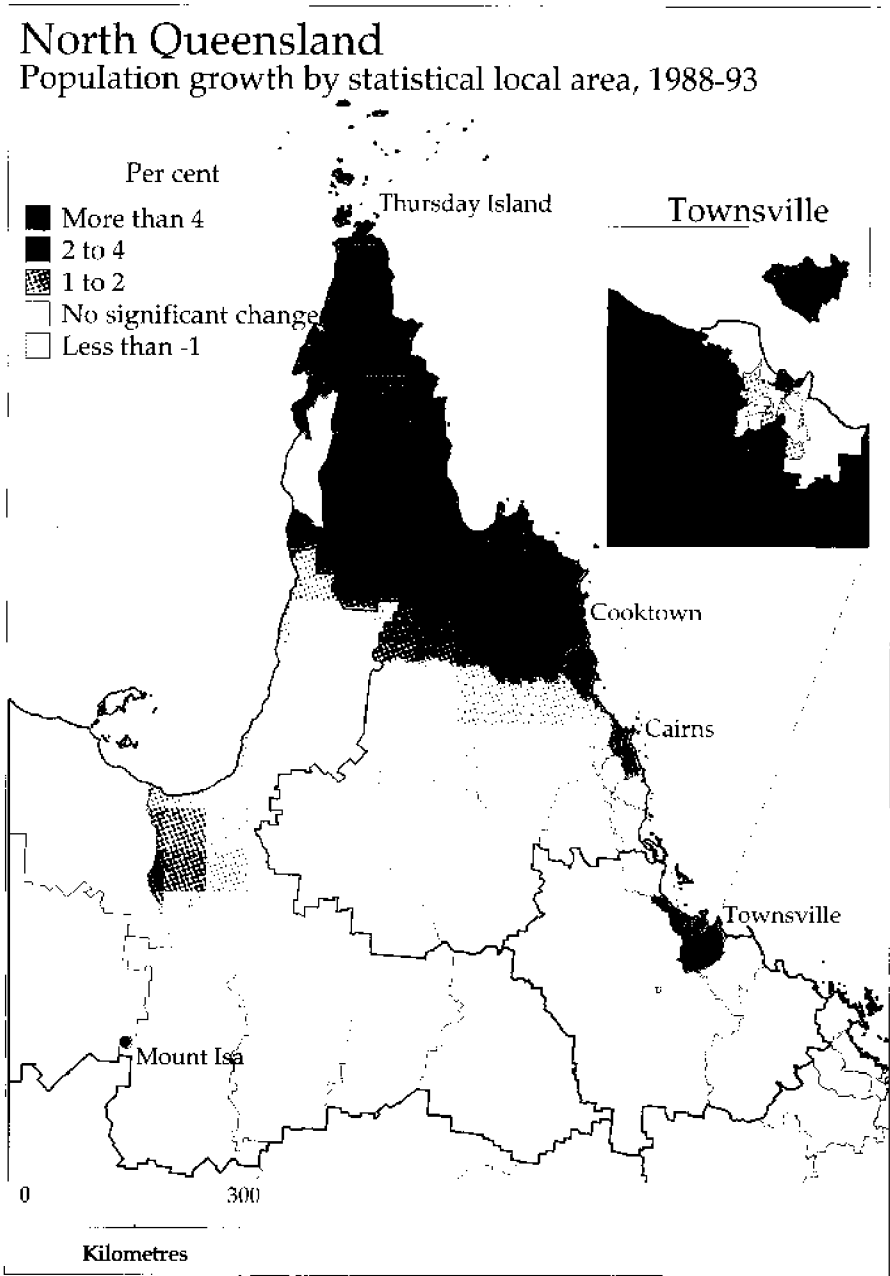 North Queensland
Population growth by statistical local area, 1988-93
Per cent
More than 4
2 to 4
1 to 2
No significant change
Less than -1
Thursday Island
Townsville
Cooktown
Cairns
Townsville
Mount Isa
0 300
Kilometres